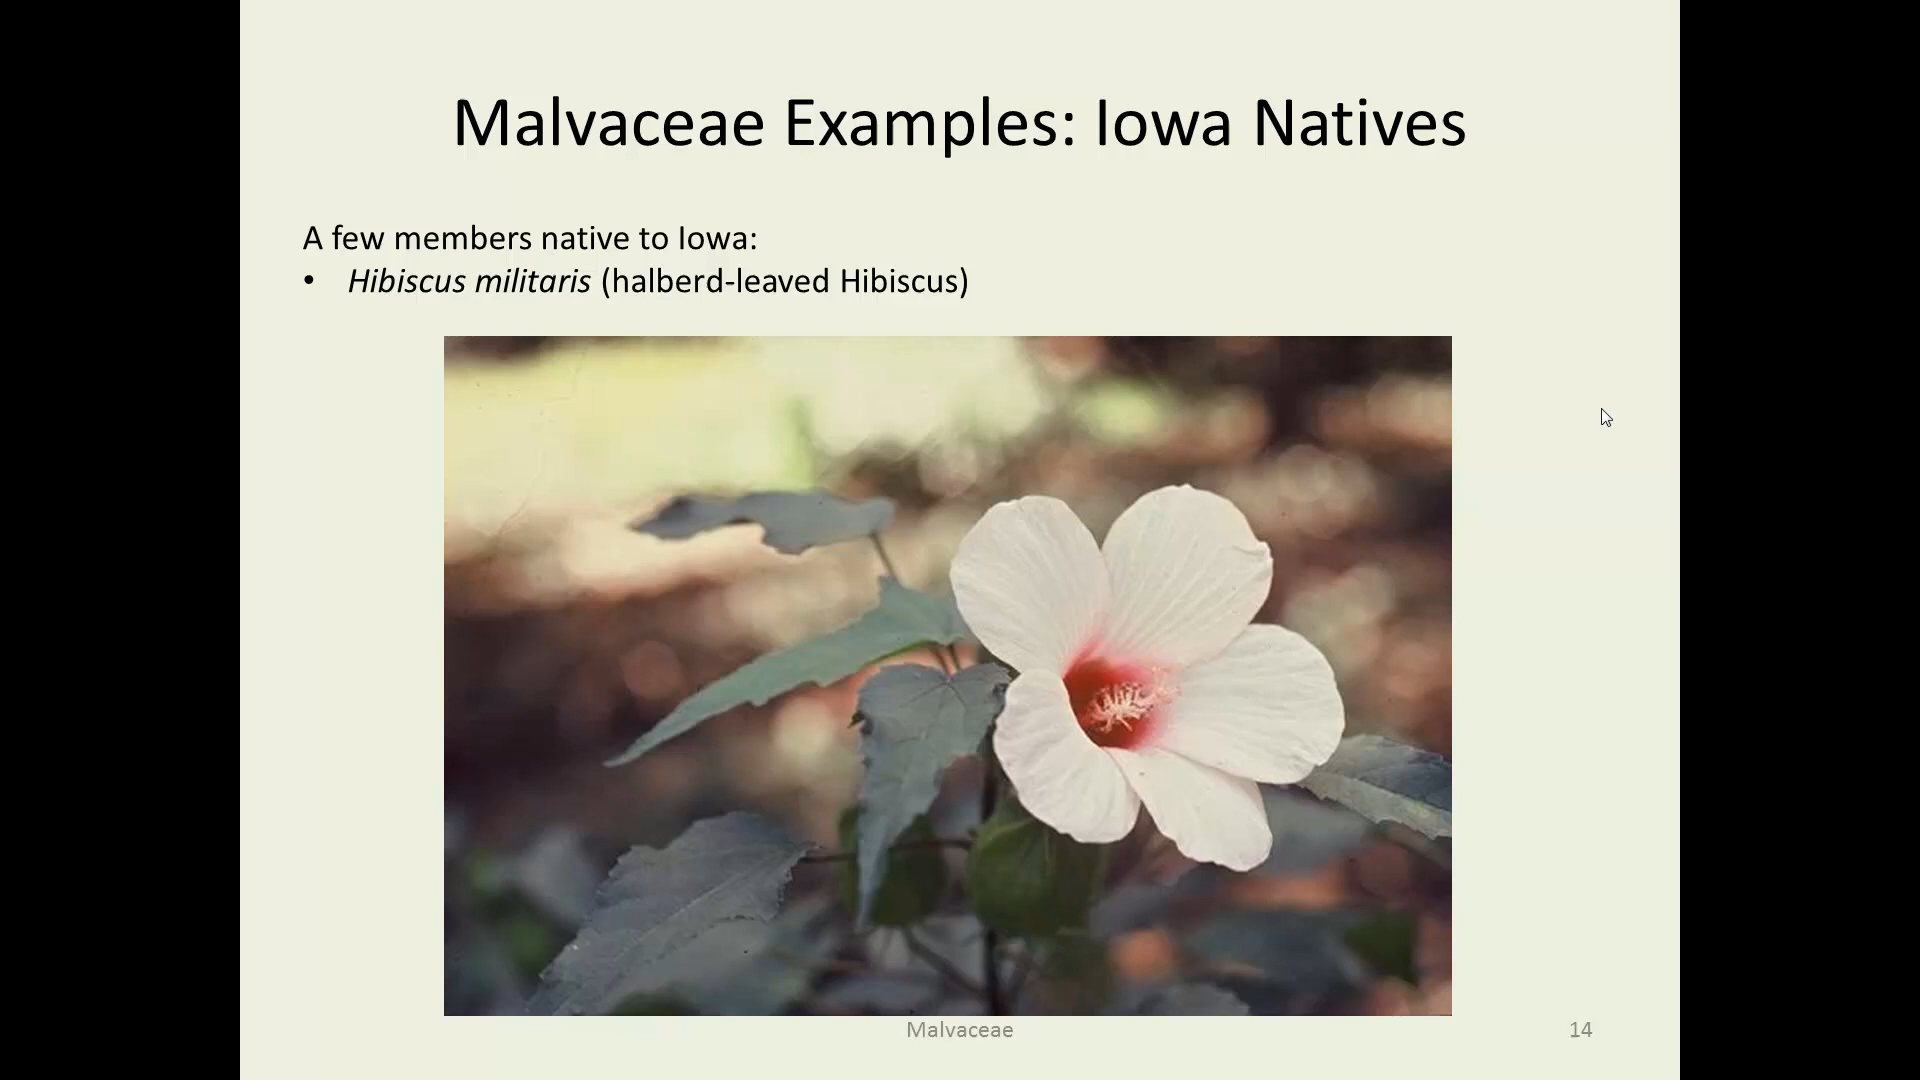 Malvaceae Examples: Iowa Natives
A few members native to Iowa:
• Hibiscus militaris (halberd-leaved Hibiscus)
Malvaceae
14